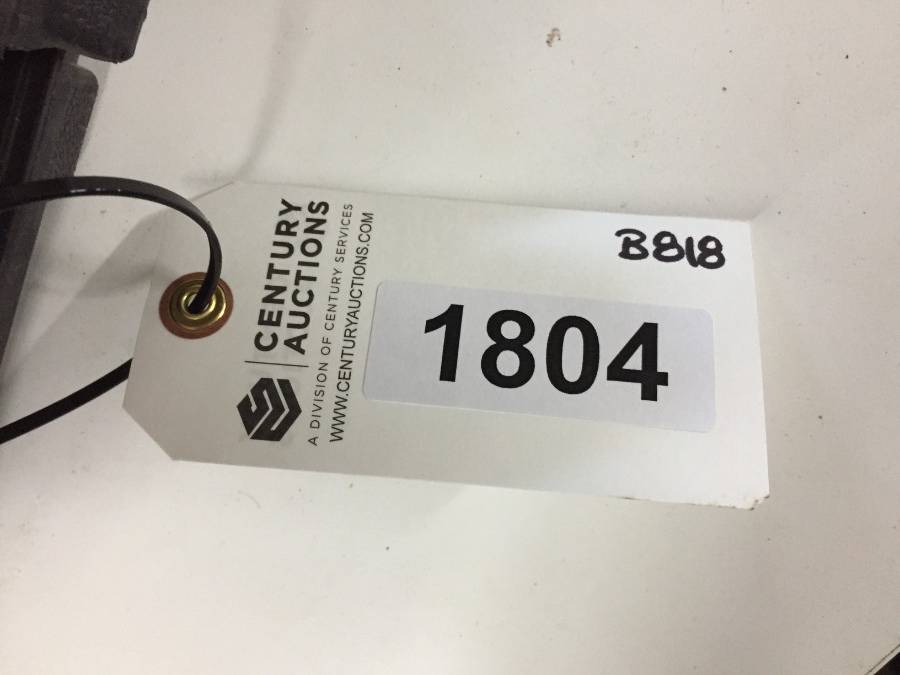 CENTURY
AUCTIONS
A DIVISION OF CENTURY SERVICES
WWW.CENTURYAUCTIONS.COM
B818
1804